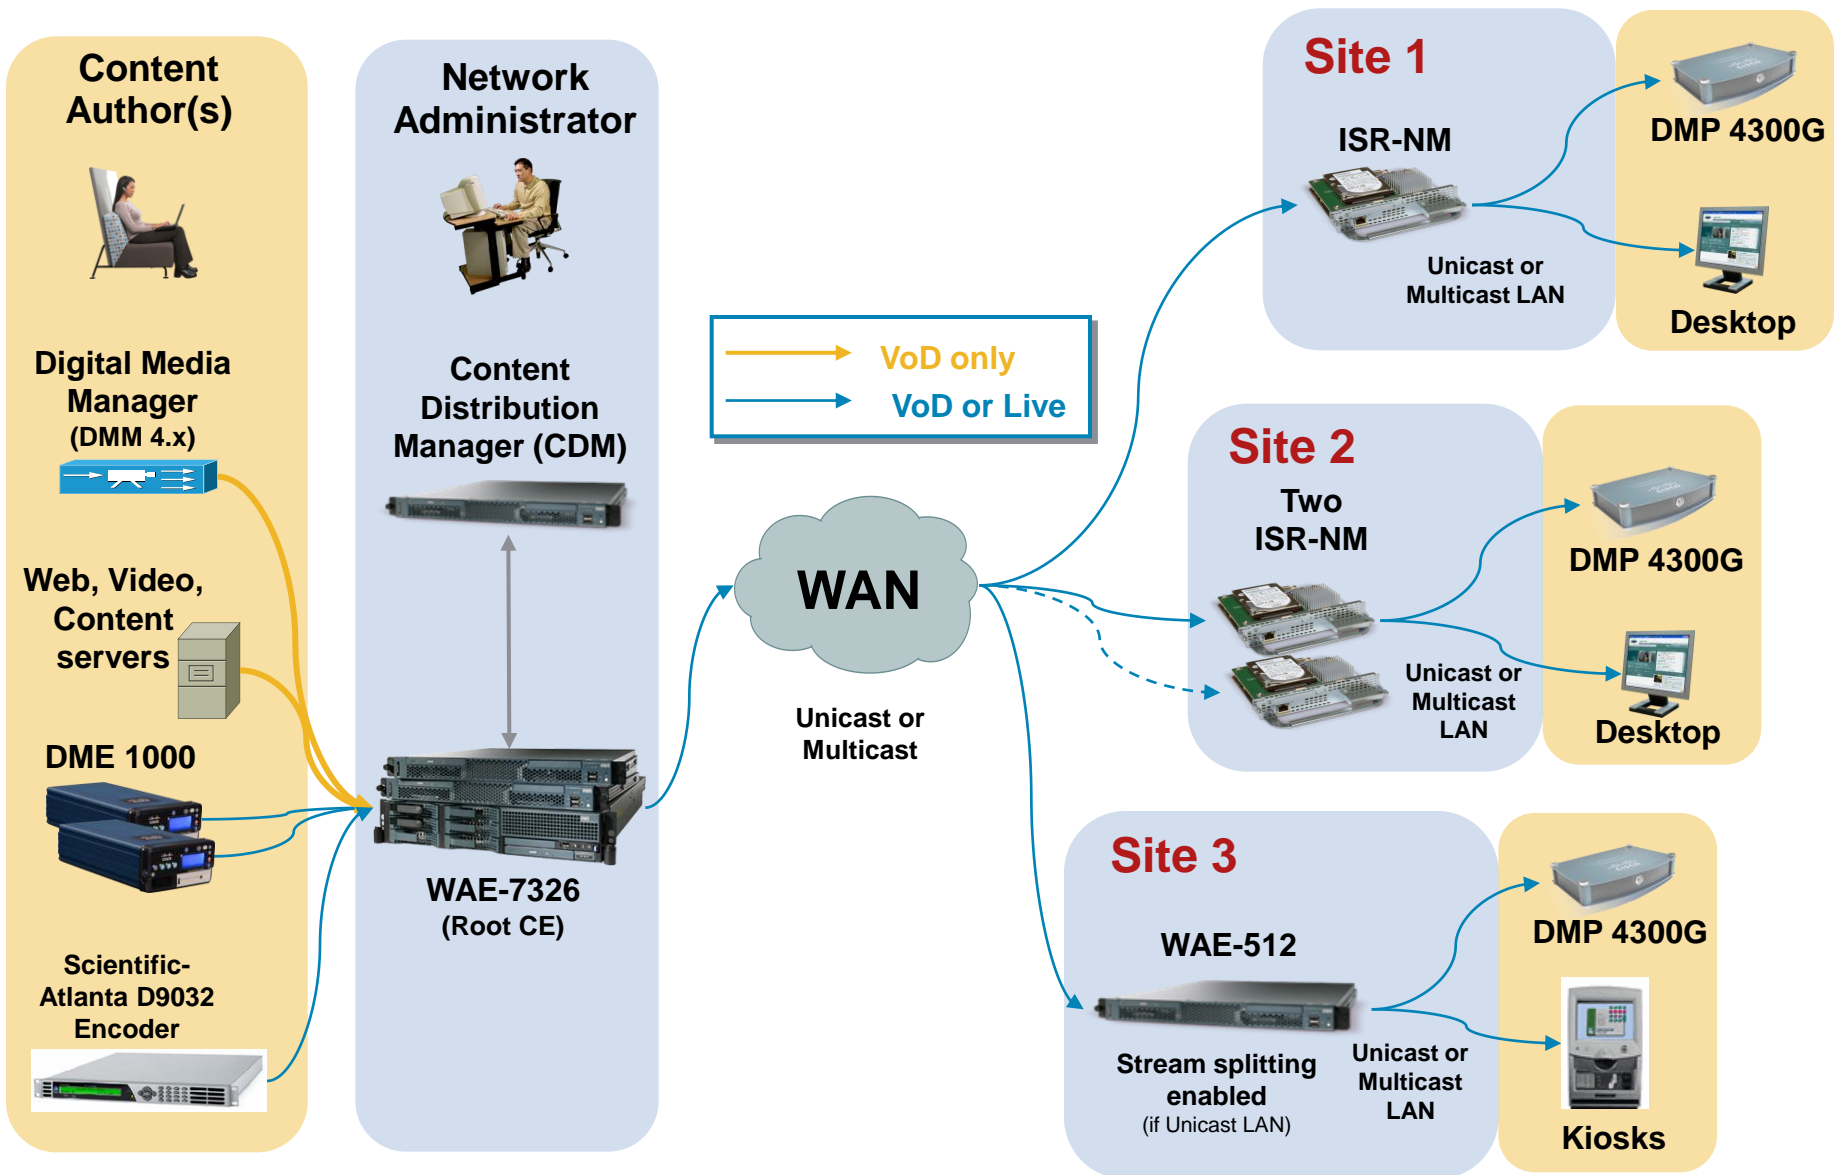 Content
Author(s)
Digital Media
Manager
(DMM 4.x)
Web, Video,
Content
servers
DME 1000
Scientific-
Atlanta D9032
Encoder
Network
Administrator
Content
Distribution
Manager (CDM)
WAE-7326
(Root CE)
VoD only
VoD or Live
WAN
Unicast or
Multicast
Site 1
ISR-NM
Unicast or
Multicast LAN
DMP 4300G
Desktop
Site 2
Two
ISR-NM
Unicast or
Multicast
LAN
DMP 4300G
Desktop
Site 3
WAE-512
Stream splitting
enabled
(if Unicast LAN)
Unicast or
Multicast
LAN
DMP 4300G
Kiosks